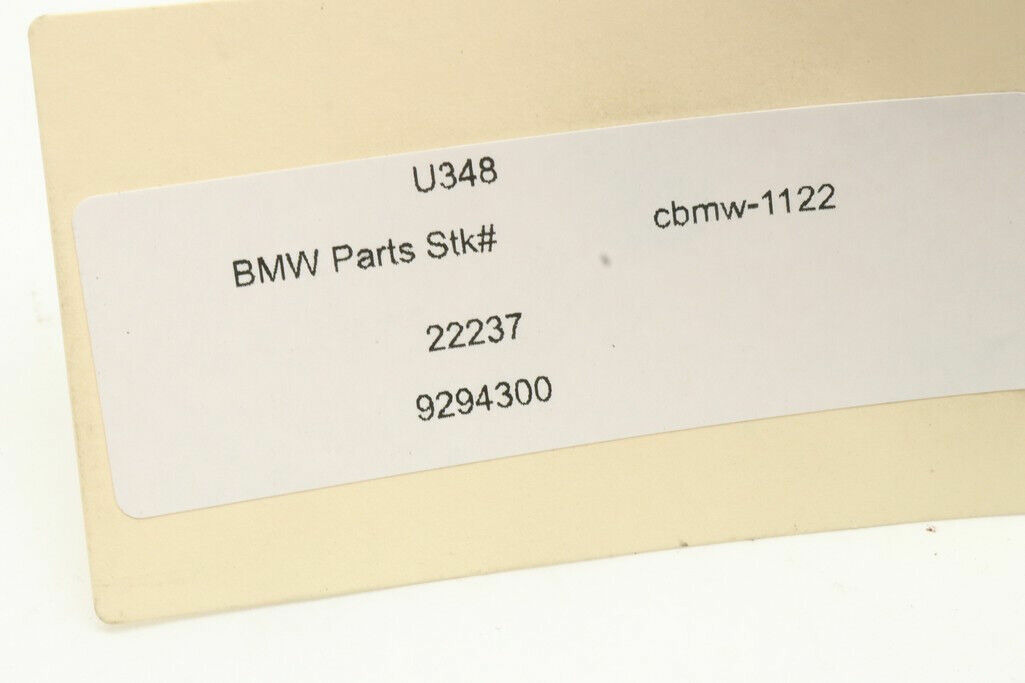 U348
BMW Parts Stk#
cbmw-1122
22237
9294300